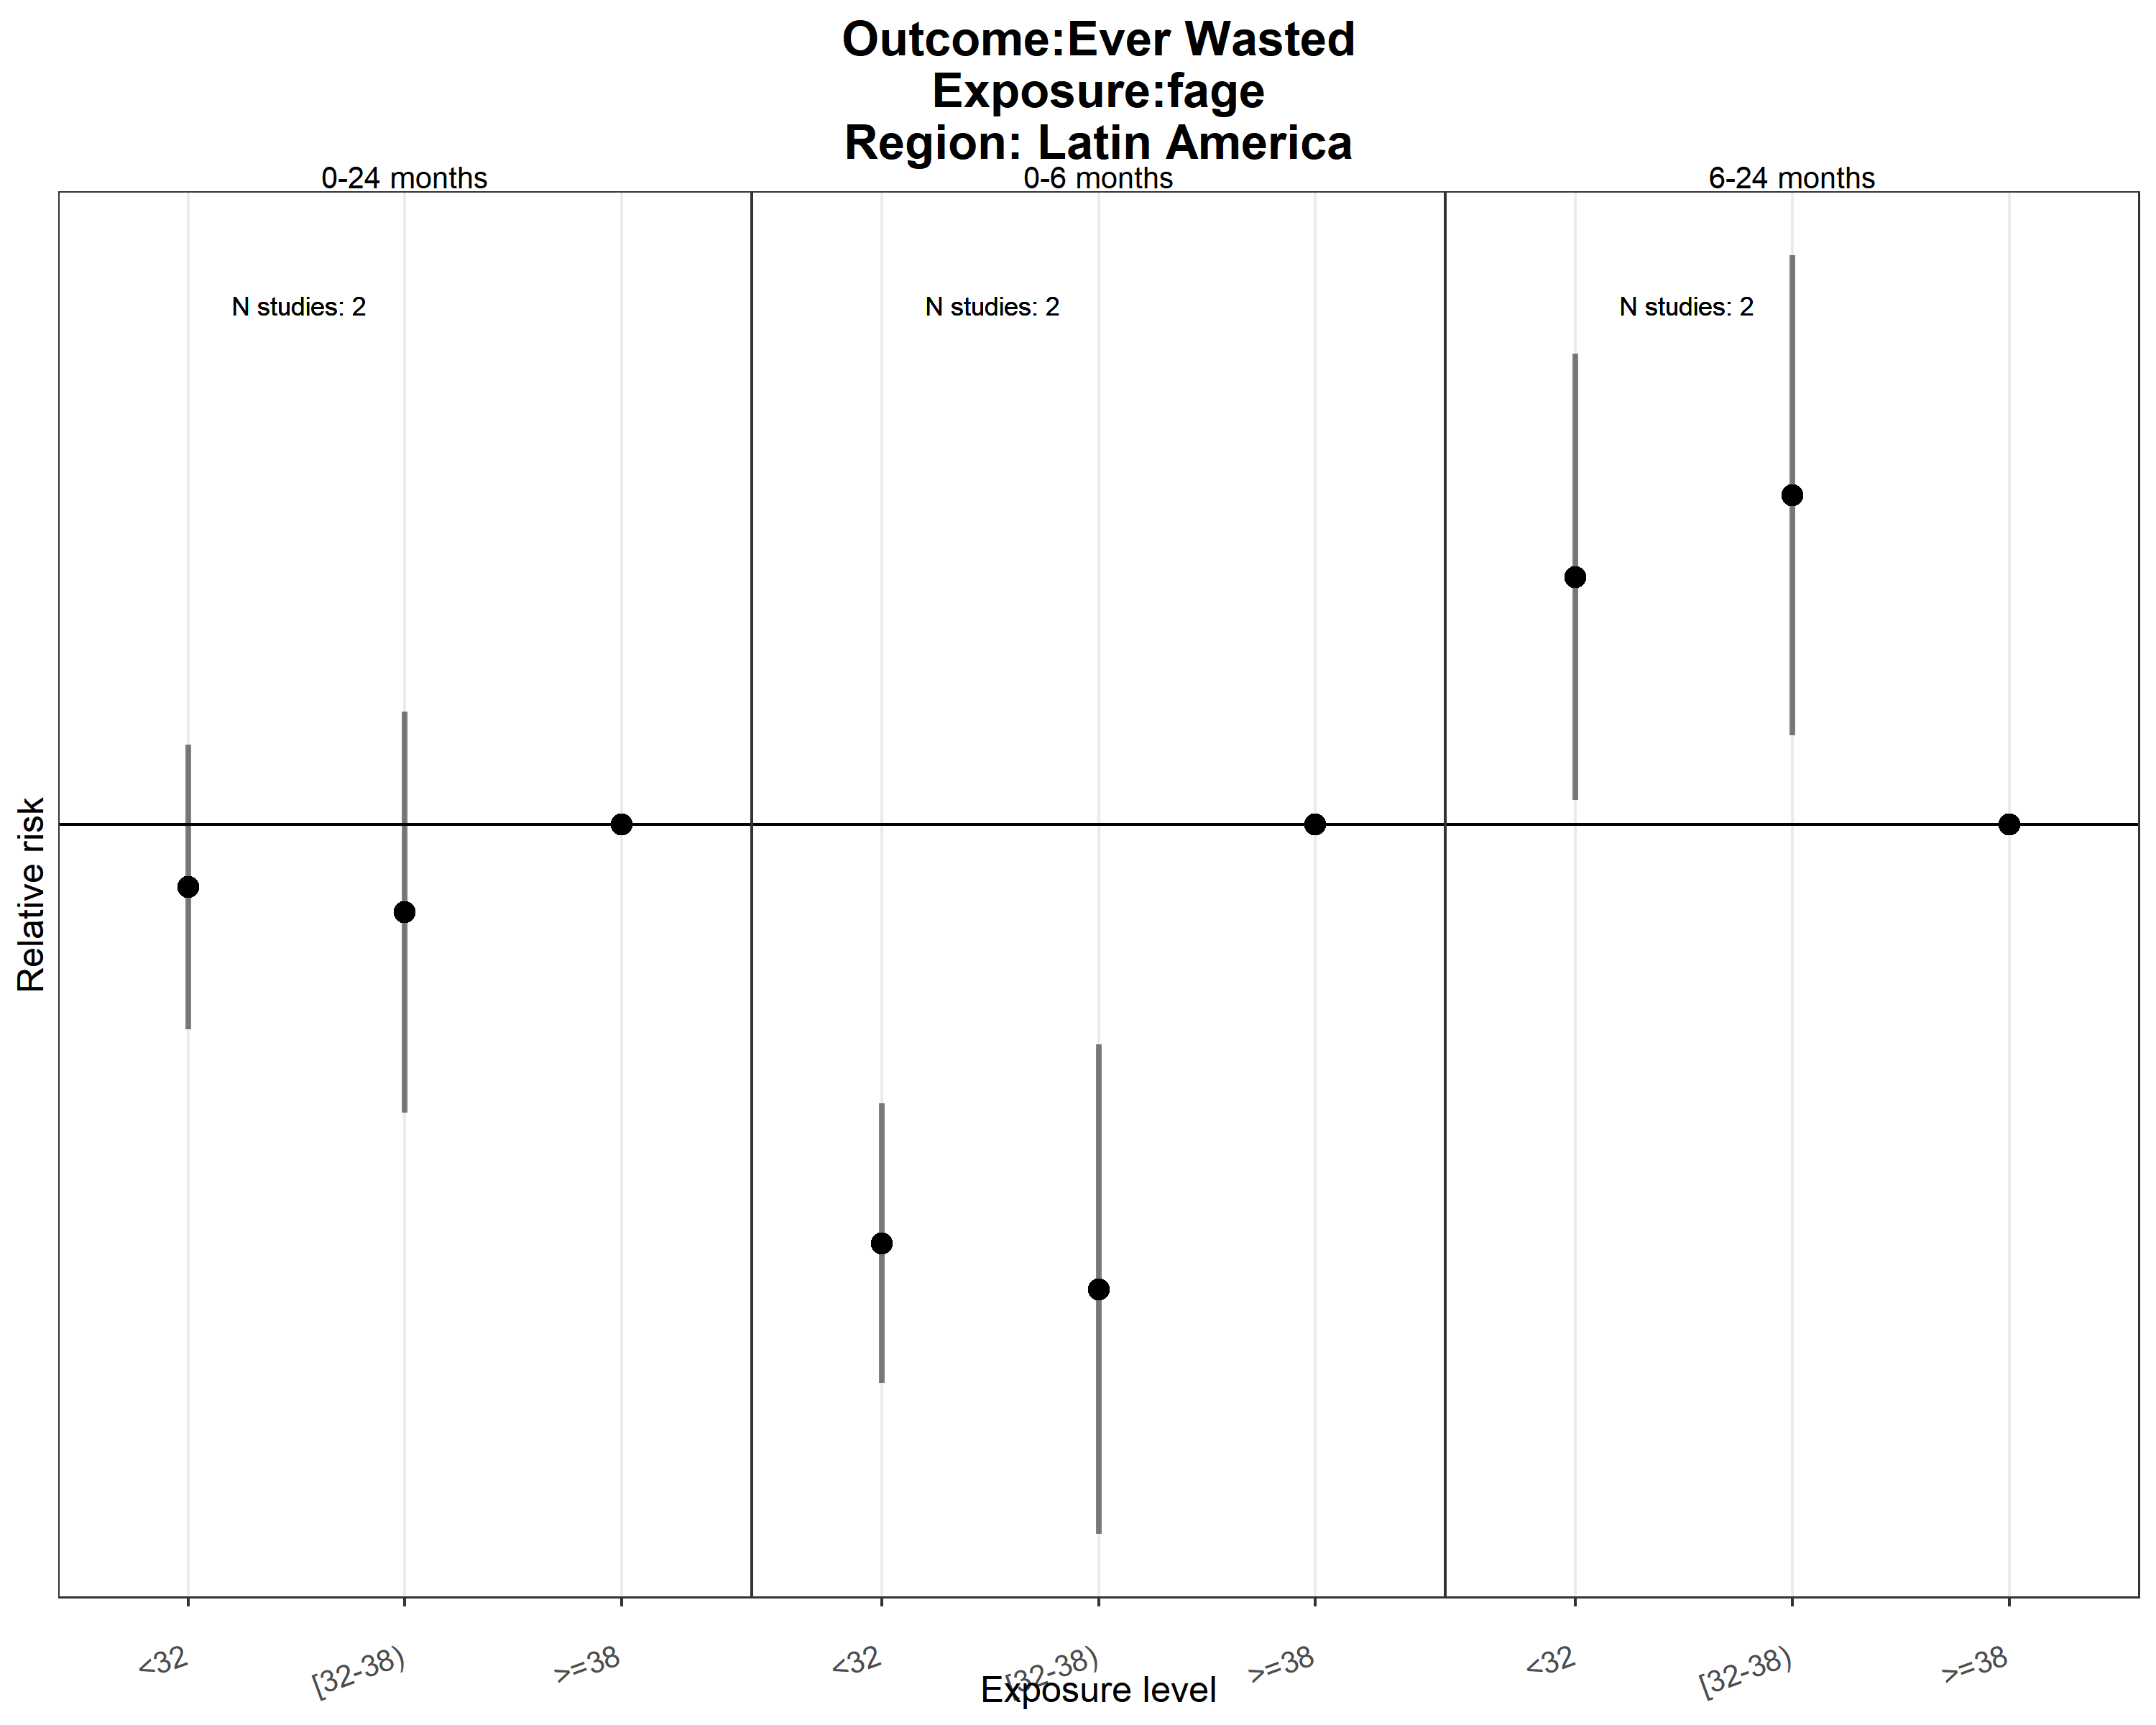 Outcome:Ever Wasted
Exposure:fage
Region: Latin America
0-24 months
0-6 months
6-24 months
N studies: 2
N studies: 2
N studies: 2
Relative risk
<32
[32-38)
>=38
<32
[32-38)
>=38
<32
[32-38)
>=38
Exposure level